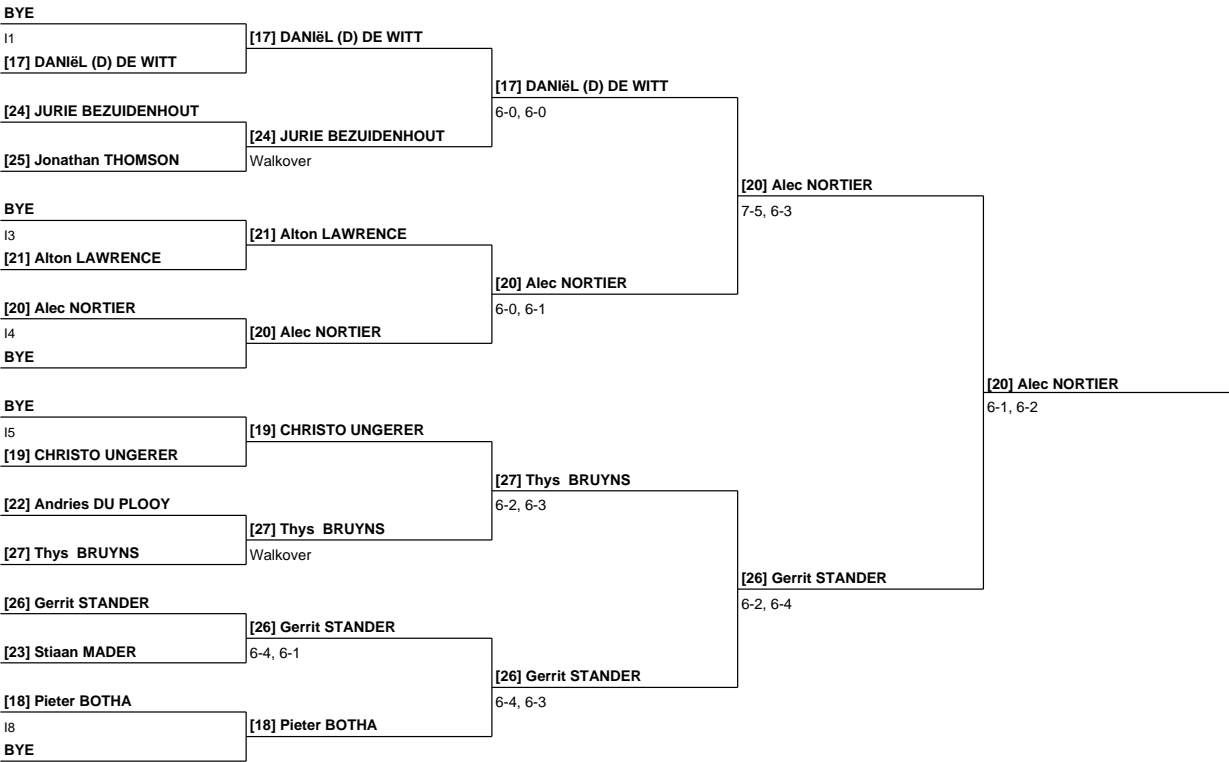 BYE
I1
[17] DANIëL (D) DE WITT
[24] JURIE BEZUIDENHOUT
[25] Jonathan THOMSON
BYE
I3
[21] Alton LAWRENCE
[20] Alec NORTIER
I4
BYE
BYE
I5
[19] CHRISTO UNGERER
[22] Andries DU PLOOY
[27] Thys  BRUYNS
[26] Gerrit STANDER
[23] Stiaan MADER
[18] Pieter BOTHA
I8
BYE
[17] DANIëL (D) DE WITT
[24] JURIE BEZUIDENHOUT
Walkover
[21] Alton LAWRENCE
[20] Alec NORTIER
[19] CHRISTO UNGERER
[27] Thys  BRUYNS
Walkover
[26] Gerrit STANDER
6-4, 6-1
[18] Pieter BOTHA
[17] DANIëL (D) DE WITT
6-0, 6-0
[20] Alec NORTIER
6-0, 6-1
[27] Thys  BRUYNS
6-2, 6-3
[26] Gerrit STANDER
6-4, 6-3
[20] Alec NORTIER
7-5, 6-3
[26] Gerrit STANDER
6-2, 6-4
[20] Alec NORTIER
6-1, 6-2